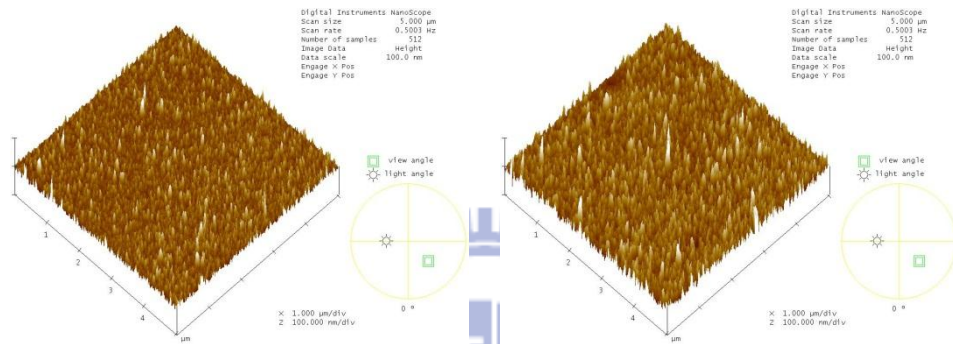 Digital Instruments NanoScope
Scan size 5.000 µm
Scan rate 0.5003 Hz
Number of samples 512
Image Data Height
Data scale 100.0 nm
Engage X Pos
Engage Y Pos
view angle
light angle
1
2
3
4
µm
X 1.000 µm/div
Z 100.000 nm/div
0 °
Digital Instruments NanoScope
Scan size 5.000 µm
Scan rate 0.5003 Hz
Number of samples 512
Image Data Height
Data scale 100.0 nm
Engage X Pos
Engage Y Pos
view angle
light angle
1
2
3
4
µm
X 1.000 µm/div
Z 100.000 nm/div
0 °